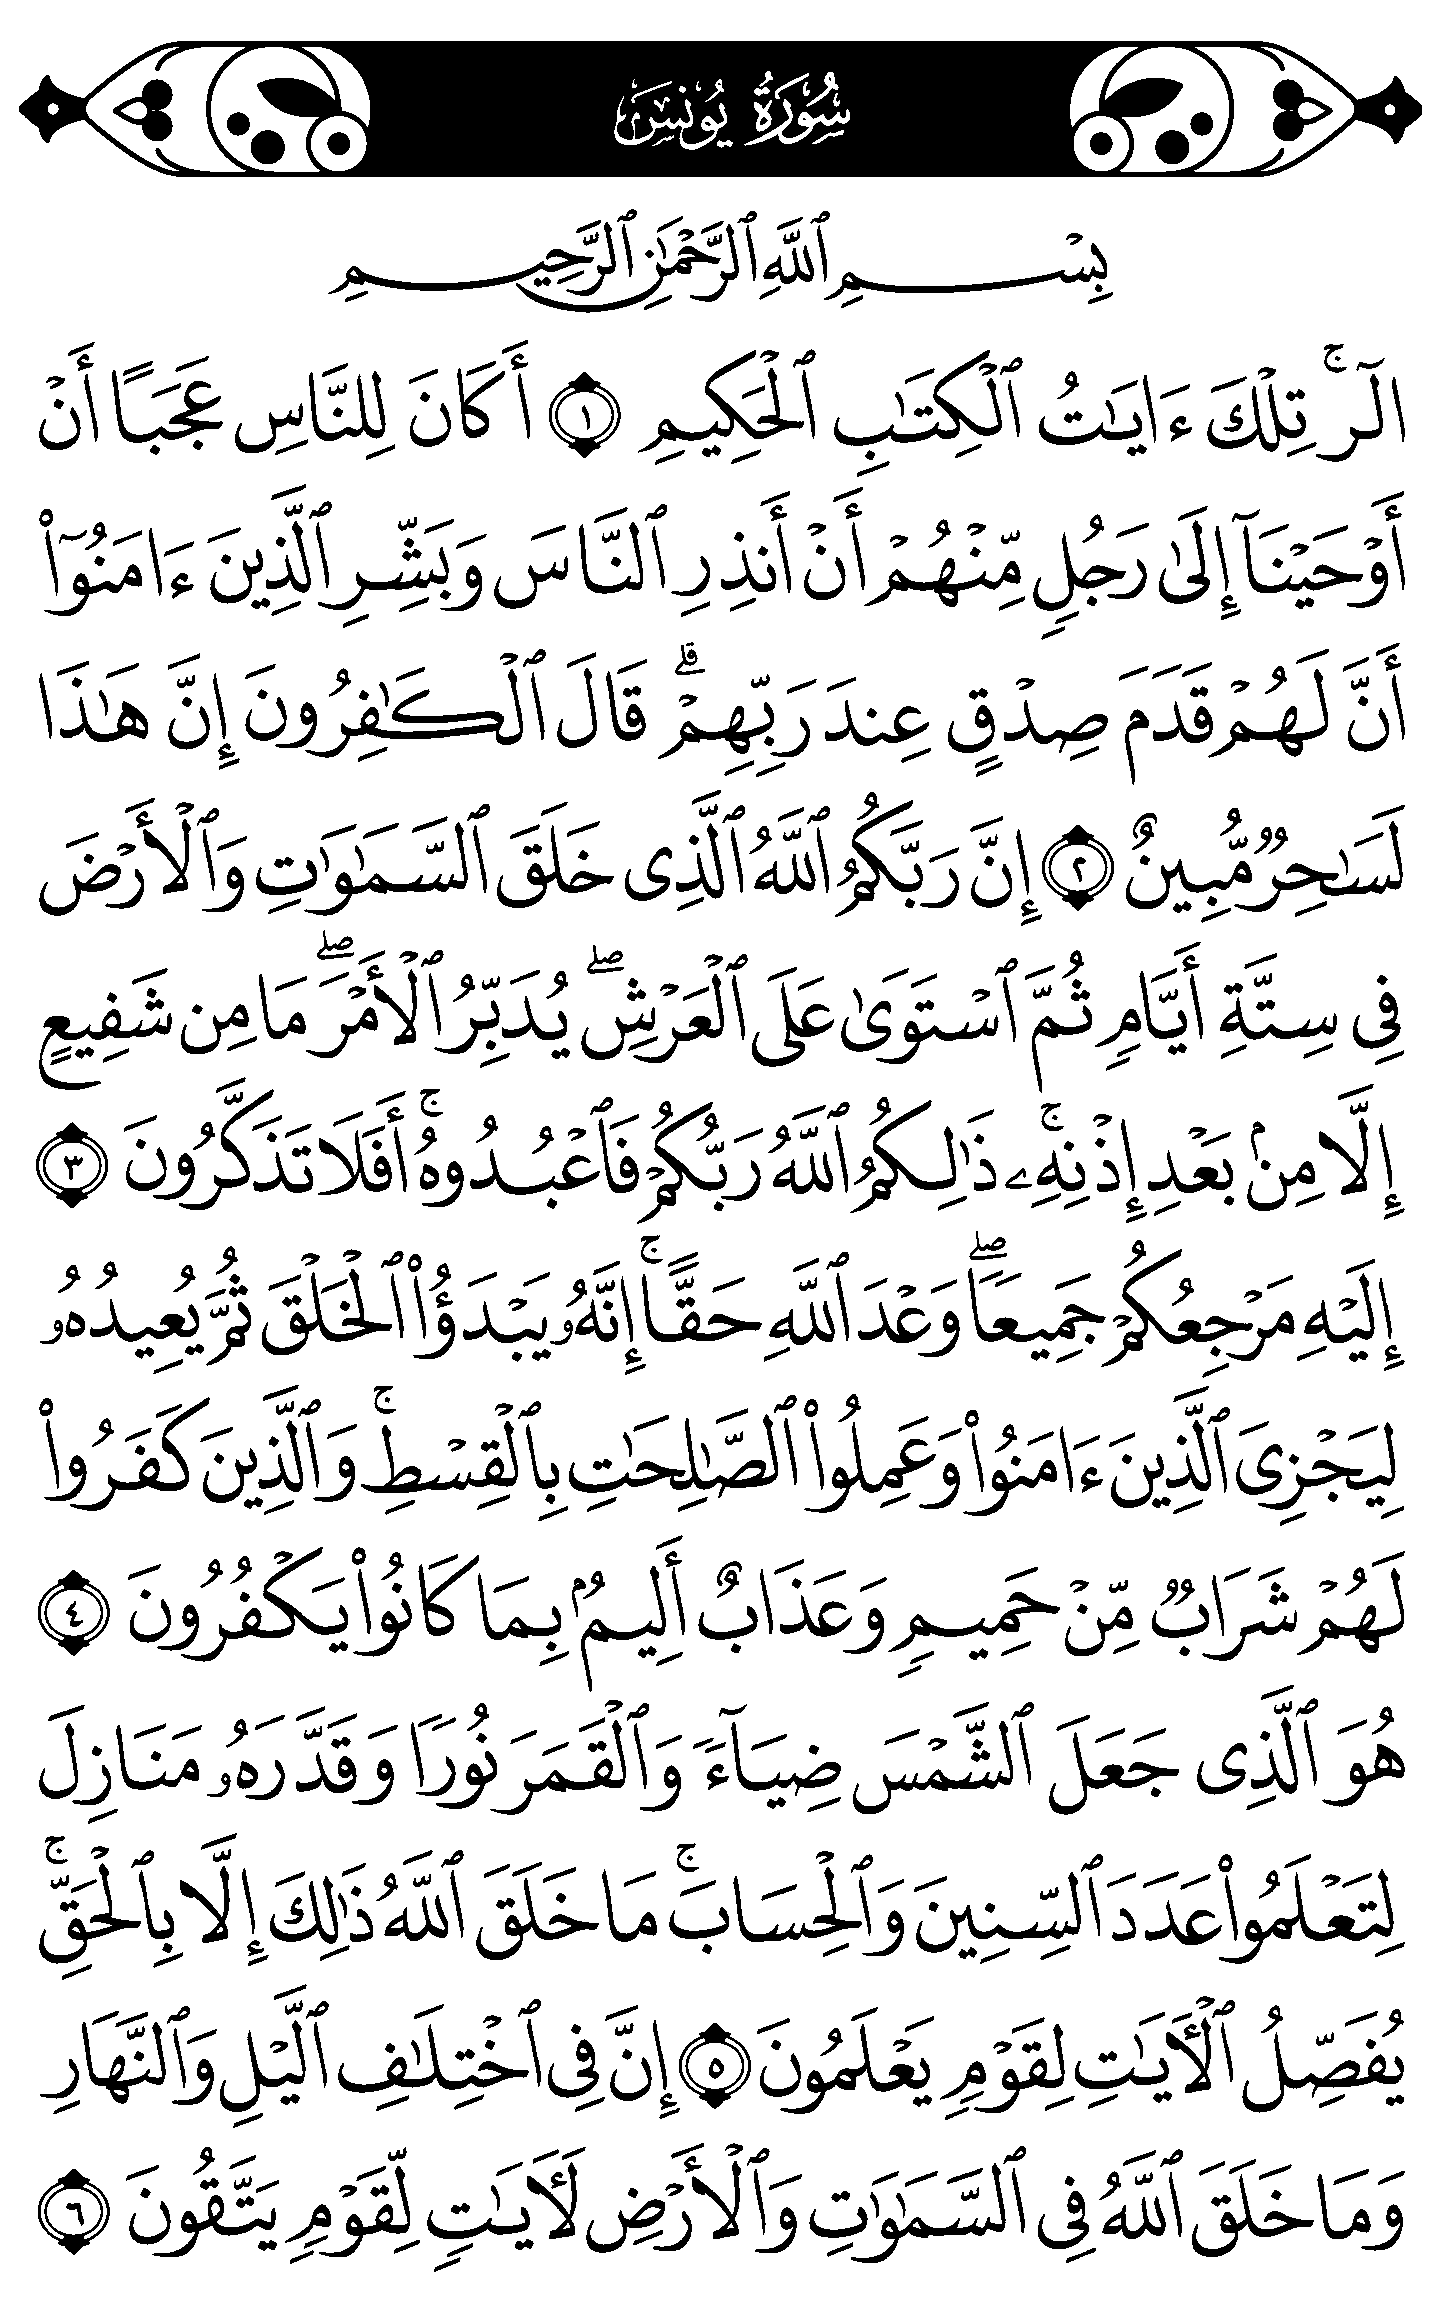 سُورَةُ يُونُسَ
بِسْمِ ٱللَّهِ ٱلرَّحْمَٰنِ ٱلرَّحِيمِ
الٓرۚ تِلْكَ ءَايَٰتُ ٱلْكِتَٰبِ ٱلْحَكِيمِ ١ أَكَانَ لِلنَّاسِ عَجَبًا أَنْ
أَوْحَيْنَآ إِلَىٰ رَجُلٍ مِّنْهُمْ أَنْ أَنذِرِ ٱلنَّاسَ وَبَشِّرِ ٱلَّذِينَ ءَامَنُوٓا۟
أَنَّ لَهُمْ قَدَمَ صِدْقٍ عِندَ رَبِّهِمْۗ قَالَ ٱلْكَٰفِرُونَ إِنَّ هَٰذَا
لَسَٰحِرٌ مُّبِينٌ ٢ إِنَّ رَبَّكُمُ ٱللَّهُ ٱلَّذِى خَلَقَ ٱلسَّمَٰوَٰتِ وَٱلْأَرْضَ
فِى سِتَّةِ أَيَّامٍ ثُمَّ ٱسْتَوَىٰ عَلَى ٱلْعَرْشِۖ يُدَبِّرُ ٱلْأَمْرَۖ مَا مِن شَفِيعٍ
إِلَّا مِنۢ بَعْدِ إِذْنِهِۦۚ ذَٰلِكُمُ ٱللَّهُ رَبُّكُمْ فَٱعْبُدُوهُۚ أَفَلَا تَذَكَّرُونَ ٣
إِلَيْهِ مَرْجِعُكُمْ جَمِيعًاۖ وَعْدَ ٱللَّهِ حَقًّاۚ إِنَّهُۥ يَبْدَؤُا۟ ٱلْخَلْقَ ثُمَّ يُعِيدُهُۥ
لِيَجْزِىَ ٱلَّذِينَ ءَامَنُوا۟ وَعَمِلُوا۟ ٱلصَّٰلِحَٰتِ بِٱلْقِسْطِۚ وَٱلَّذِينَ كَفَرُوا۟
لَهُمْ شَرَابٌ مِّنْ حَمِيمٍ وَعَذَابٌ أَلِيمٌۢ بِمَا كَانُوا۟ يَكْفُرُونَ ٤
هُوَ ٱلَّذِى جَعَلَ ٱلشَّمْسَ ضِيَآءً وَٱلْقَمَرَ نُورًا وَقَدَّرَهُۥ مَنَازِلَ
لِتَعْلَمُوا۟ عَدَدَ ٱلسِّنِينَ وَٱلْحِسَابَۚ مَا خَلَقَ ٱللَّهُ ذَٰلِكَ إِلَّا بِٱلْحَقِّۚ
يُفَصِّلُ ٱلْـَٔايَٰتِ لِقَوْمٍ يَعْلَمُونَ ٥ إِنَّ فِى ٱخْتِلَٰفِ ٱلَّيْلِ وَٱلنَّهَارِ
وَمَا خَلَقَ ٱللَّهُ فِى ٱلسَّمَٰوَٰتِ وَٱلْأَرْضِ لَـَٔايَٰتٍ لِّقَوْمٍ يَتَّقُونَ ٦